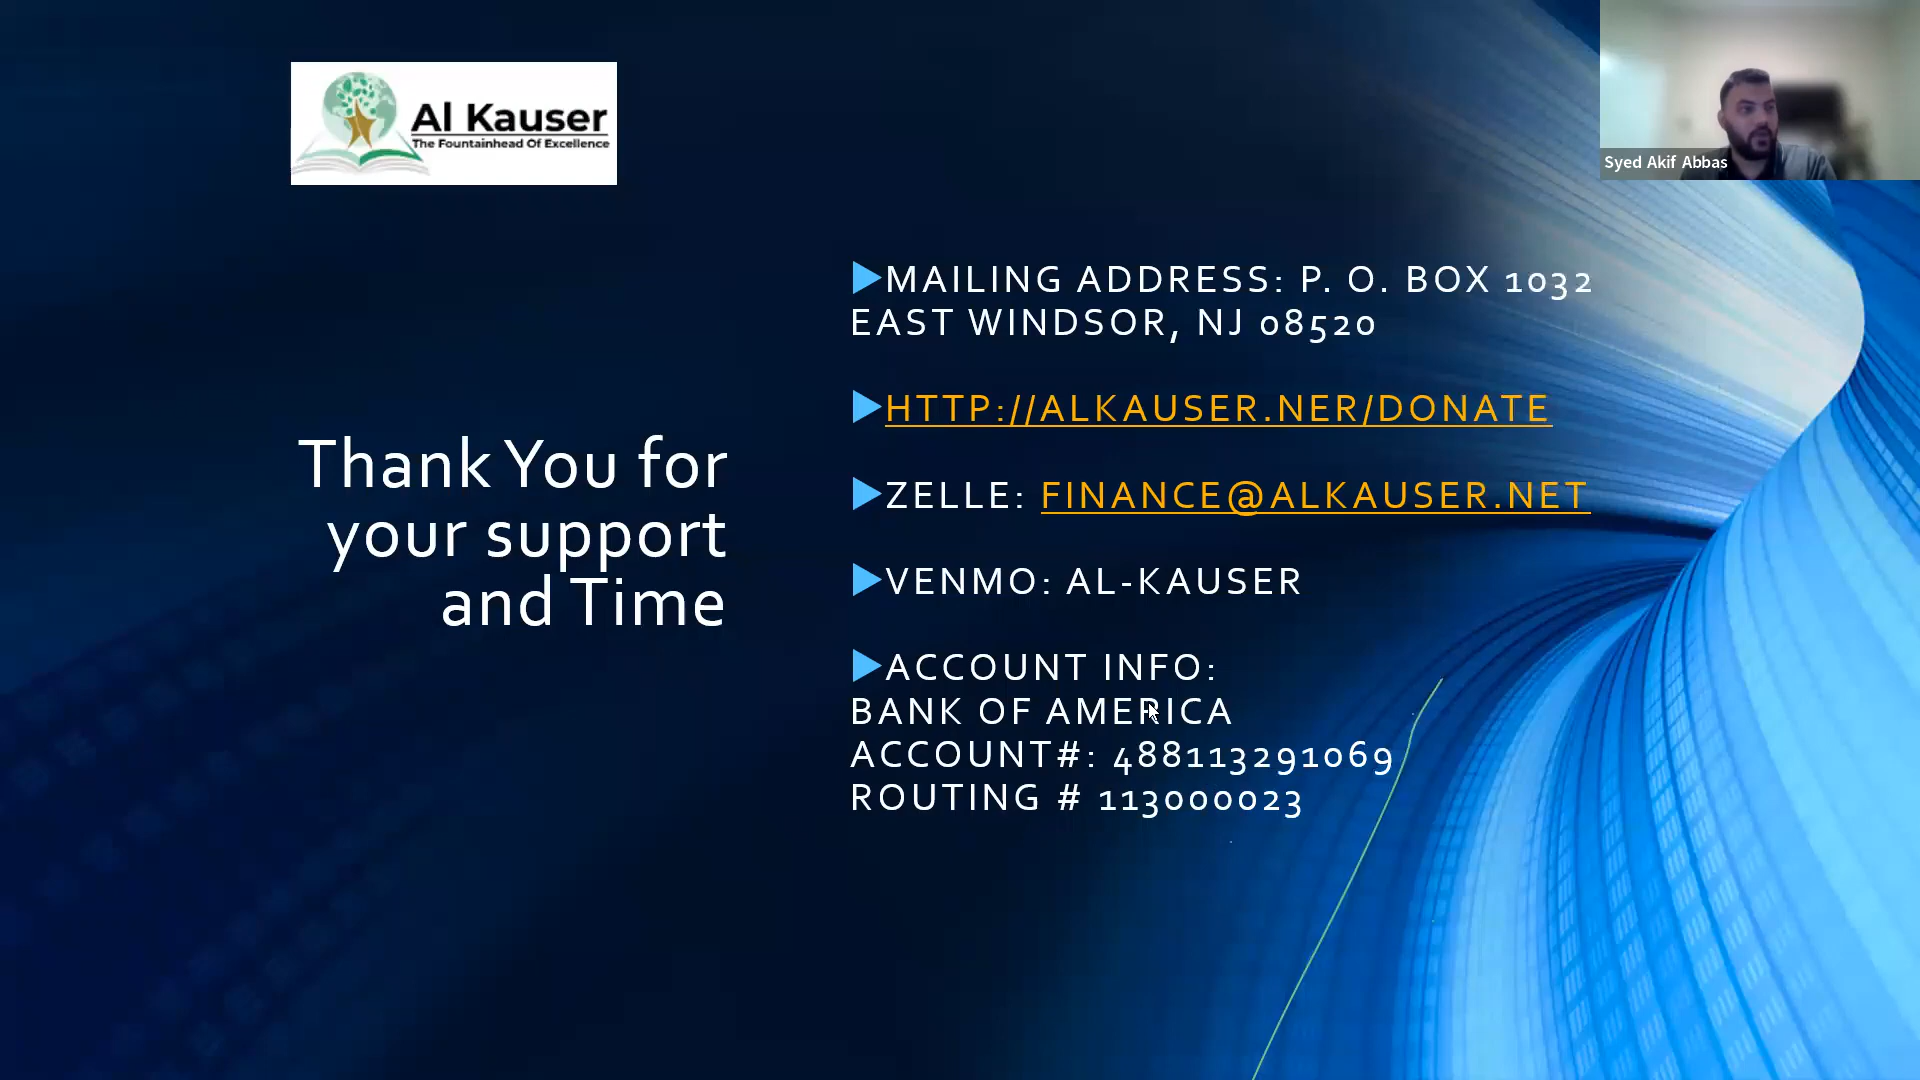 Al Kauser
The Fountainhead Of Excellence
Syed Akif Abbas
Thank You for
your support
and Time
MAILING ADDRESS: P. O. BOX 1032
EAST WINDSOR, NJ 08520
HTTP://ALKAUSER.NER/DONATE
ZELLE: FINANCE@ALKAUSER.NET
VENMO: AL-KAUSER
ACCOUNT INFO:
BANK OF AMERICA
ACCOUNT#: 488113291069
ROUTING # 113000023